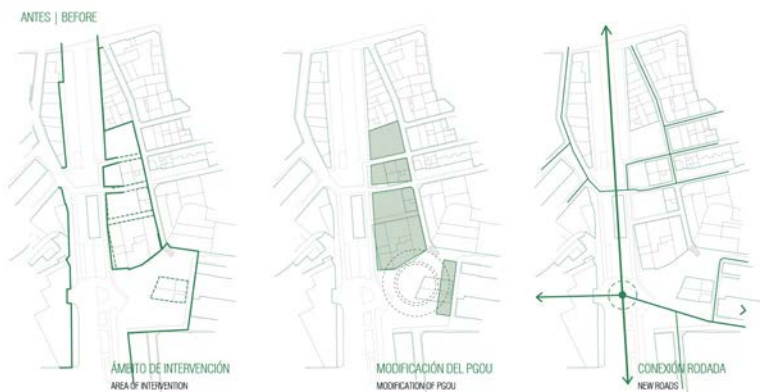 ANTES | BEFORE
ÁMBITO DE INTERVENCIÓN
AREA OF INTERVENTION
MODIFICACIÓN DEL PGOU
MODIFICATION OF PGOU
CONEXIÓN RODADA
NEW ROADS